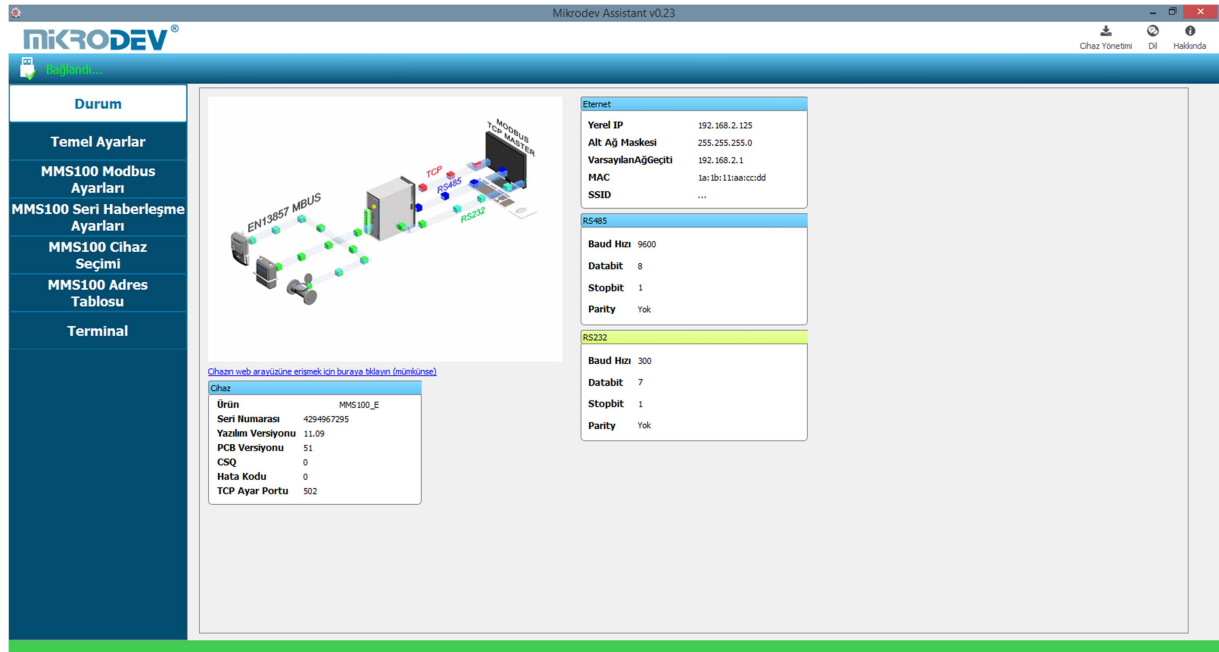 Mikrodev Assistant v0.23
MiKRODEV®
Cihaz Yönetimi
Dil
Hakkında
Bağlandı...
Durum
Temel Ayarlar
MMS100 Modbus
Ayarları
MMS100 Seri Haberleşme
Ayarları
MMS100 Cihaz
Seçimi
MMS100 Adres
Tablosu
Terminal
MODBUS
TCP MASTER
TCP
RS485
RS232
EN13857 MBUS
Cihazın web arayüzüne erişmek için buraya tıklayın (mümkünse)
Cihaz
Ürün MMS100_E
Seri Numarası 4294967295
Yazılım Versiyonu 11.09
PCB Versiyonu 51
CSQ 0
Hata Kodu 0
TCP Ayar Portu 502
Eternet
Yerel IP 192.168.2.125
Alt Ağ Maskesi 255.255.255.0
VarsayılanAğGeçiti 192.168.2.1
MAC 1a:1b:11:aa:cc:dd
SSID ...
RS485
Baud Hızı 9600
Databit 8
Stopbit 1
Parity Yok
RS232
Baud Hızı 300
Databit 7
Stopbit 1
Parity Yok